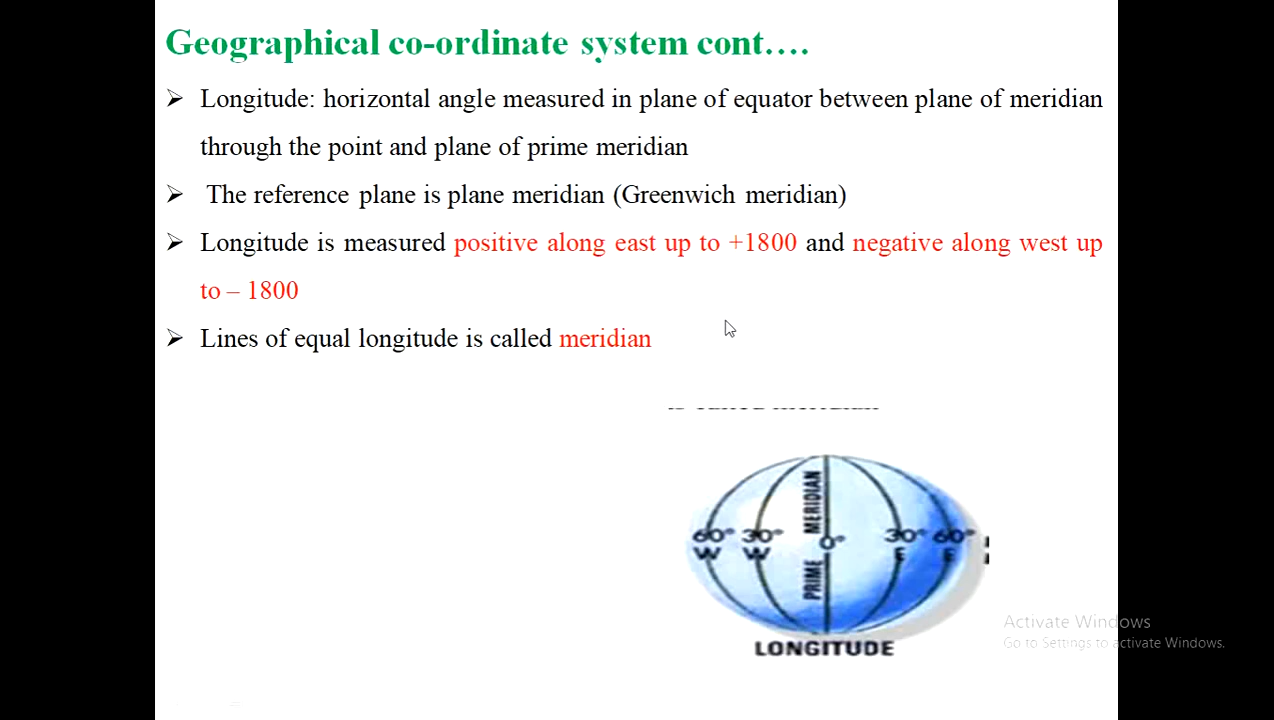 Geographical co-ordinate system cont….
➢ Longitude: horizontal angle measured in plane of equator between plane of meridian
through the point and plane of prime meridian
➢ The reference plane is plane meridian (Greenwich meridian)
➢ Longitude is measured positive along east up to +1800 and negative along west up
to – 1800
➢ Lines of equal longitude is called meridian
PRIME MERIDIAN
60° 30° 0° 30° 60°
W W E E
LONGITUDE
Activate Windows
Go to Settings to activate Windows.